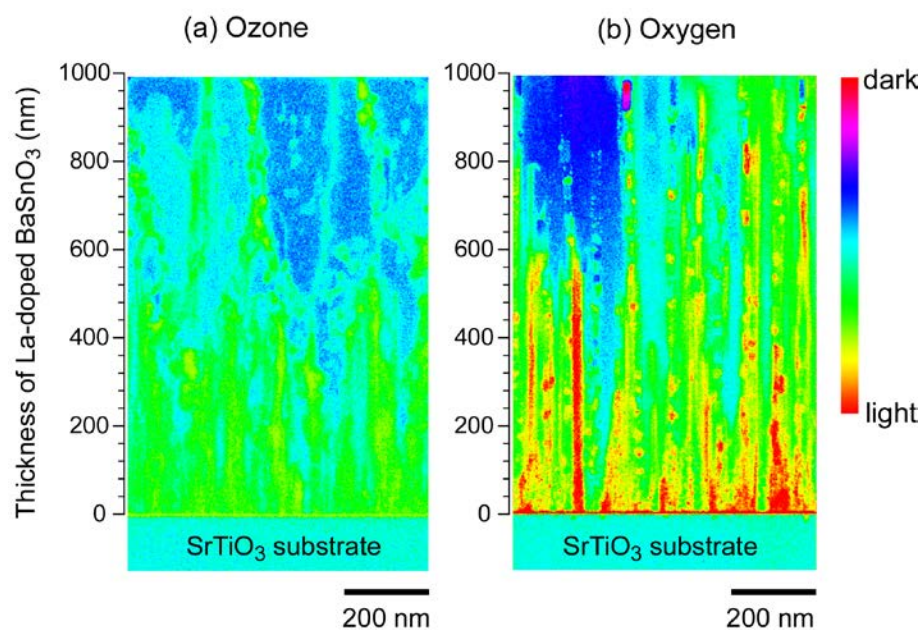 (a) Ozone
(b) Oxygen
Thickness of La-doped BaSnO₃ (nm)
1000
800
600
400
200
0
SrTiO₃ substrate
200 nm
1000
800
600
400
200
0
SrTiO₃ substrate
200 nm
dark
light